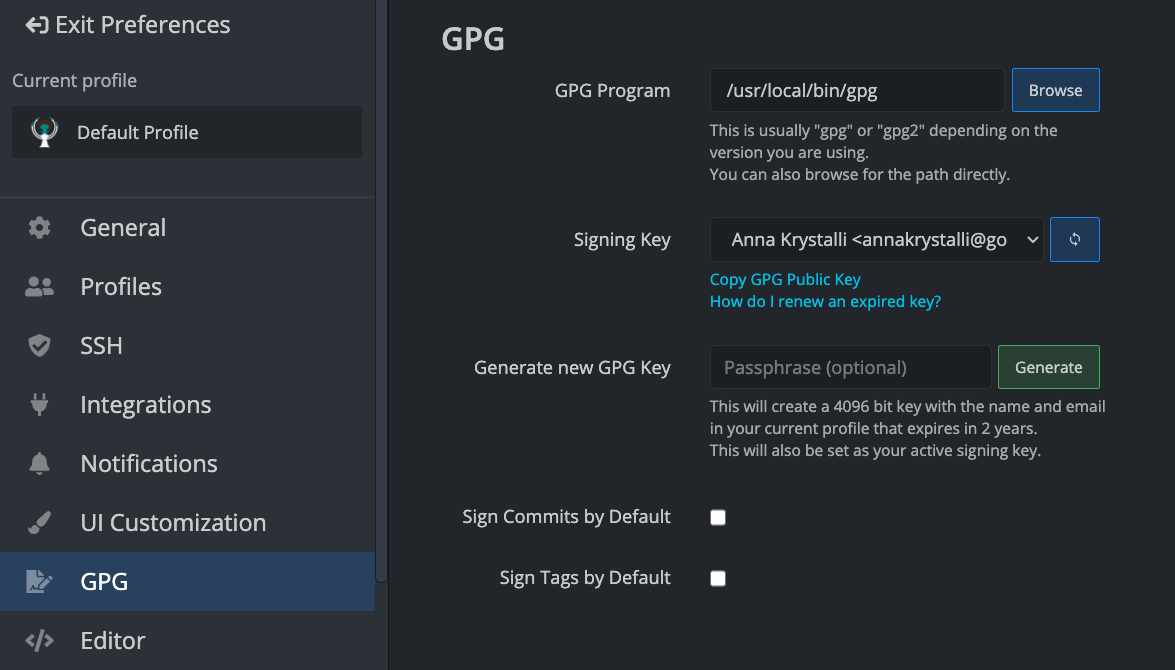 Exit Preferences
Current profile
Default Profile
General
Profiles
SSH
Integrations
Notifications
UI Customization
GPG
Editor
GPG
GPG Program
/usr/local/bin/gpg
Browse
This is usually "gpg" or "gpg2" depending on the
version you are using.
You can also browse for the path directly.
Signing Key
Anna Krystalli <annakrystalli@go
Copy GPG Public Key
How do I renew an expired key?
Generate new GPG Key
Passphrase (optional)
Generate
This will create a 4096 bit key with the name and email
in your current profile that expires in 2 years.
This will also be set as your active signing key.
Sign Commits by Default
Sign Tags by Default